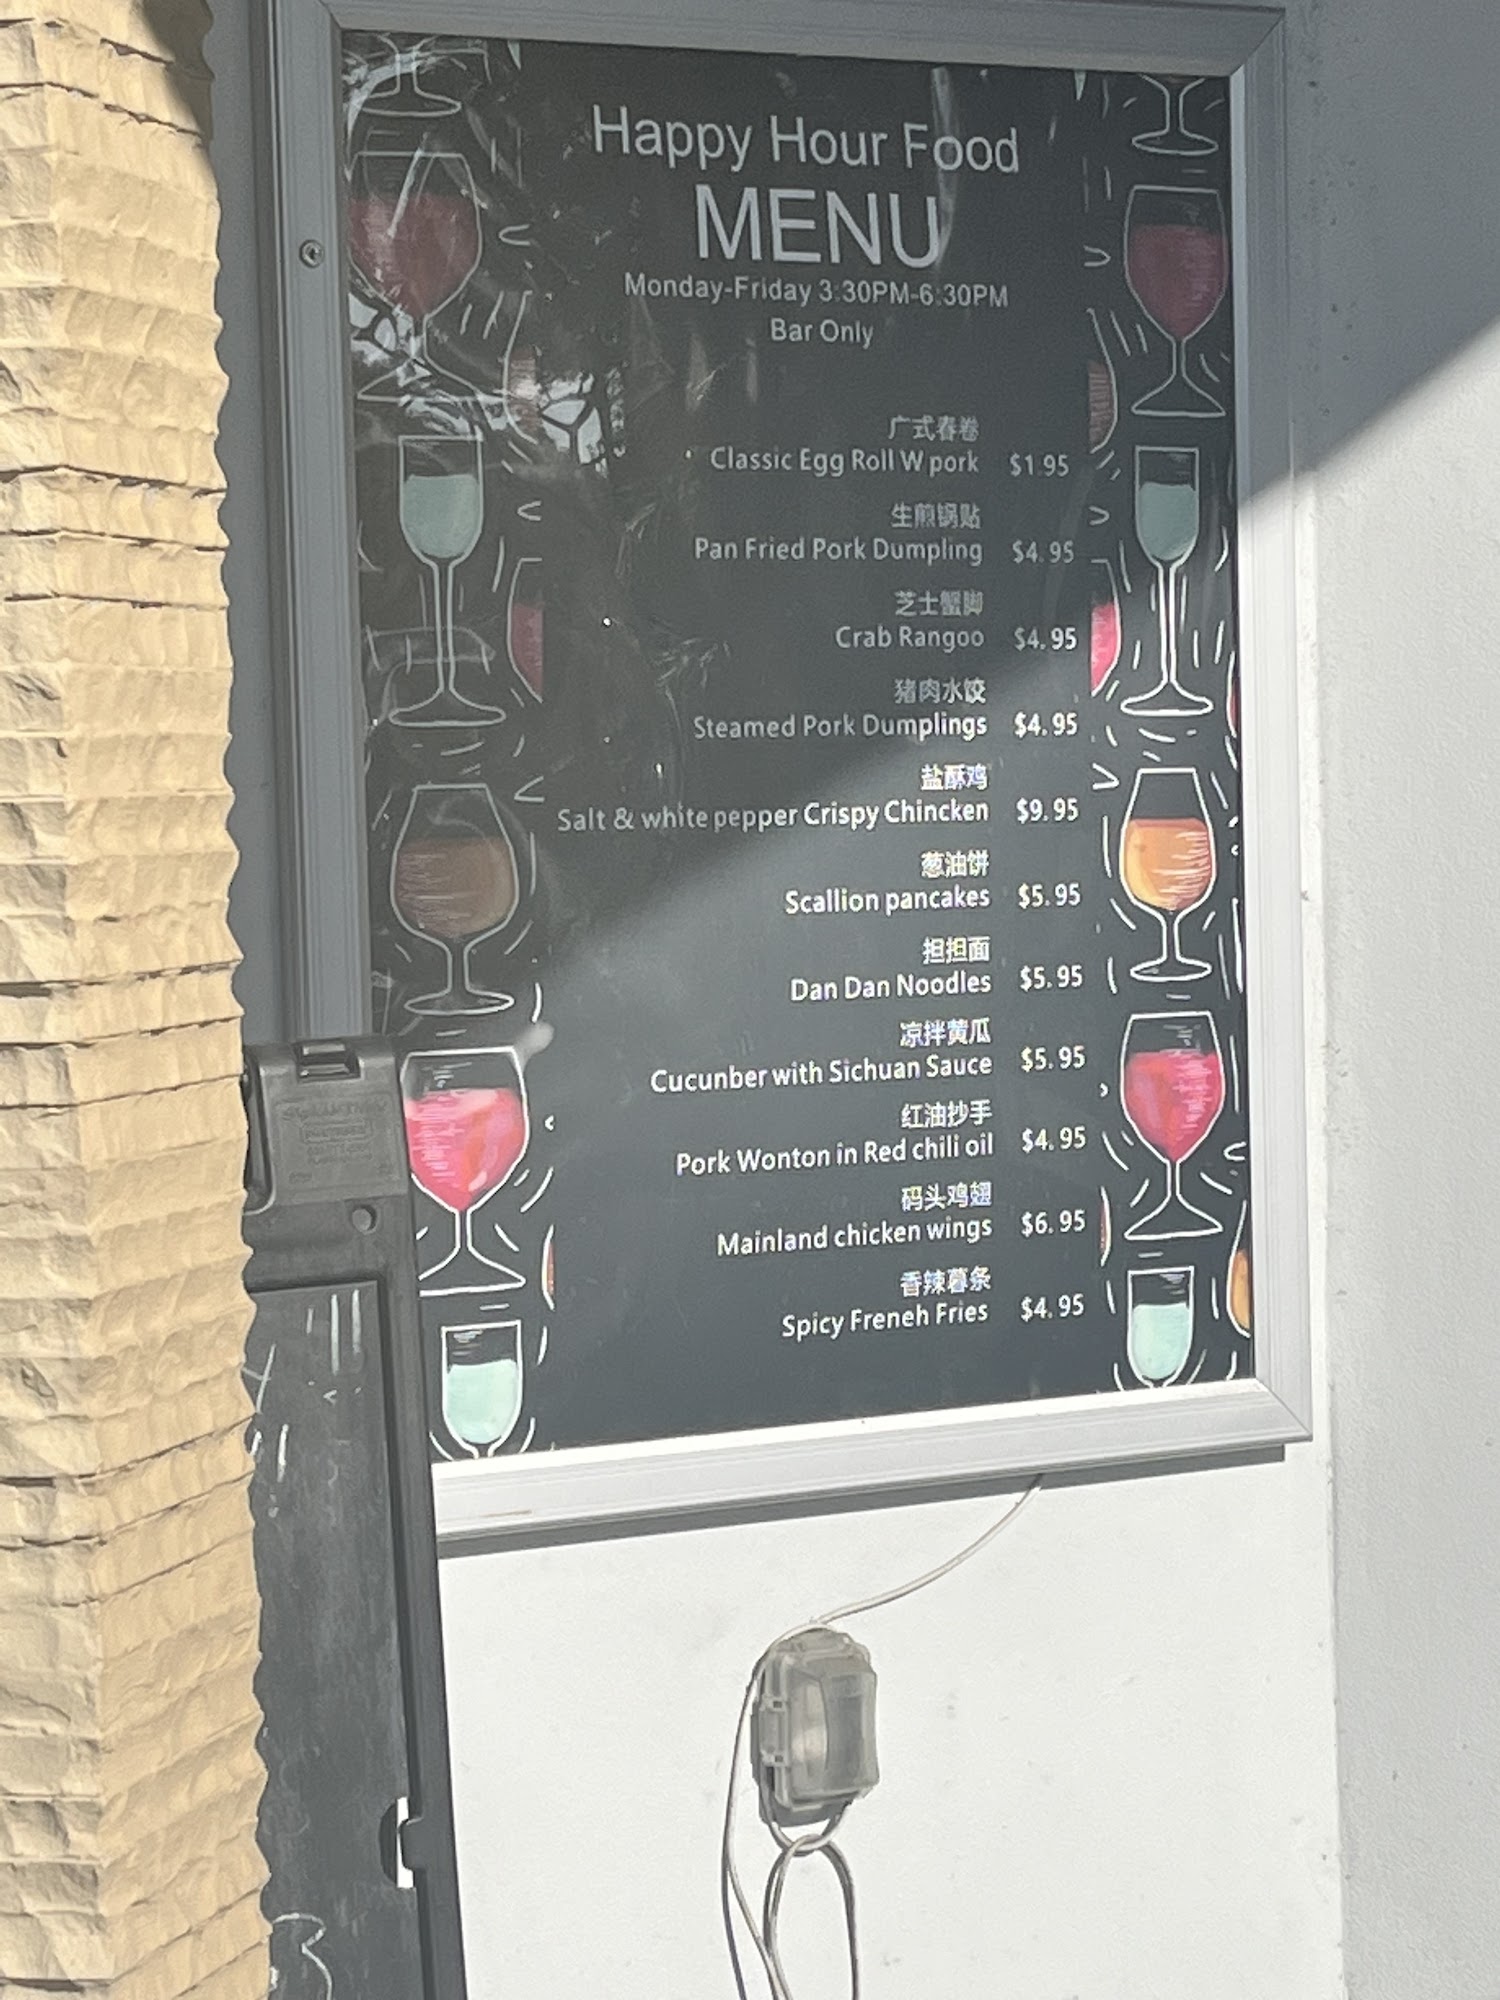 Happy Hour Food
MENU
Monday-Friday 3:30PM-6:30PM
Bar Only
广式春卷
Classic Egg Roll W pork $1.95
生煎锅贴
Pan Fried Pork Dumpling $4.95
芝士蟹脚
Crab Rangoo $4.95
猪肉水饺
Steamed Pork Dumplings $4.95
盐酥鸡
Salt & white pepper Crispy Chincken $9.95
葱油饼
Scallion pancakes $5.95
担担面
Dan Dan Noodles $5.95
凉拌黄瓜
Cucunber with Sichuan Sauce $5.95
红油抄手
Pork Wonton in Red chili oil $4.95
码头鸡翅
Mainland chicken wings $6.95
香辣暮条
Spicy Freneh Fries $4.95